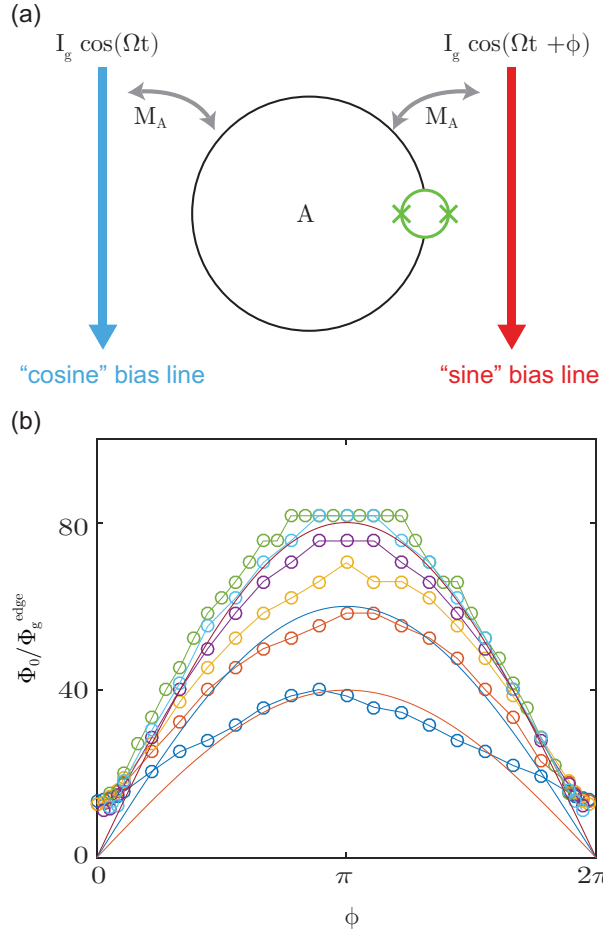 (a)
I_g cos(Ωt)
I_g cos(Ωt +ϕ)
M_A
M_A
A
“cosine” bias line
“sine” bias line
(b)
80
40
0
Φ_0/Φ_g^edge
0
π
2π
ϕ